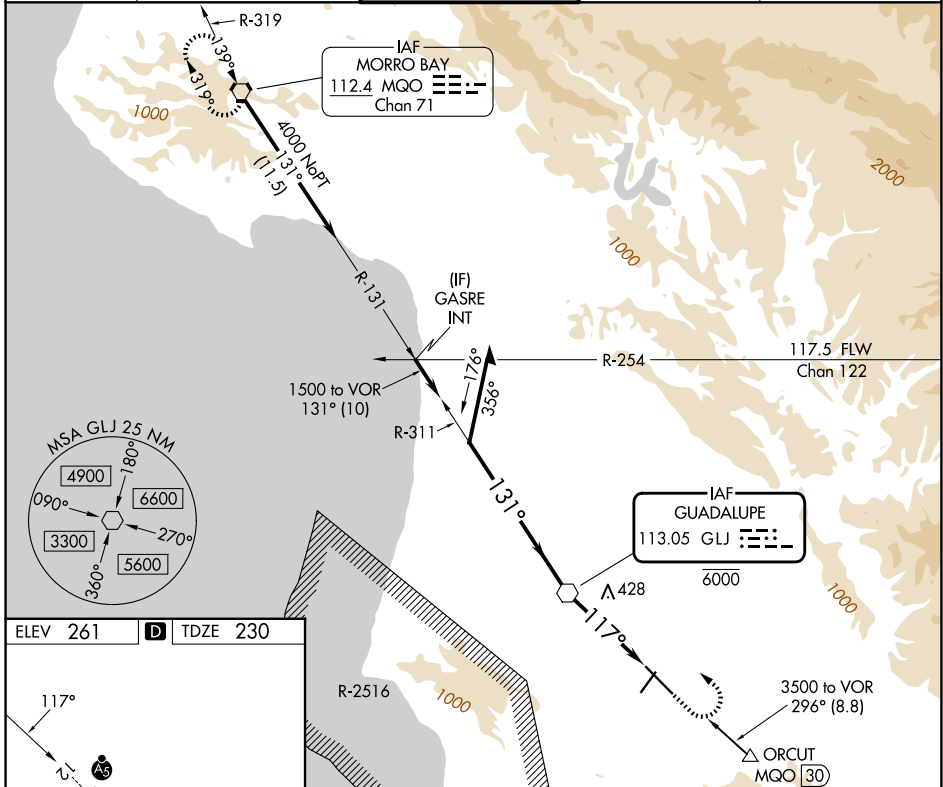 R-319
139°
319°
IAF
MORRO BAY
112.4 MQO
Chan 71
1000
4000 NoPT
131°
(11.5)
2000
1000
R-131
(IF)
GASRE
INT
R-254
117.5 FLW
Chan 122
176°
356°
1500 to VOR
131° (10)
R-311
MSA GLJ 25 NM
180°
4900
6600
090°
270°
3300
5600
360°
131°
IAF
GUADALUPE
113.05 GLJ
6000
428
1000
117°
ELEV 261 D TDZE 230
R-2516
1000
3500 to VOR
296° (8.8)
117°
A5
12
ORCUT
MQO 30